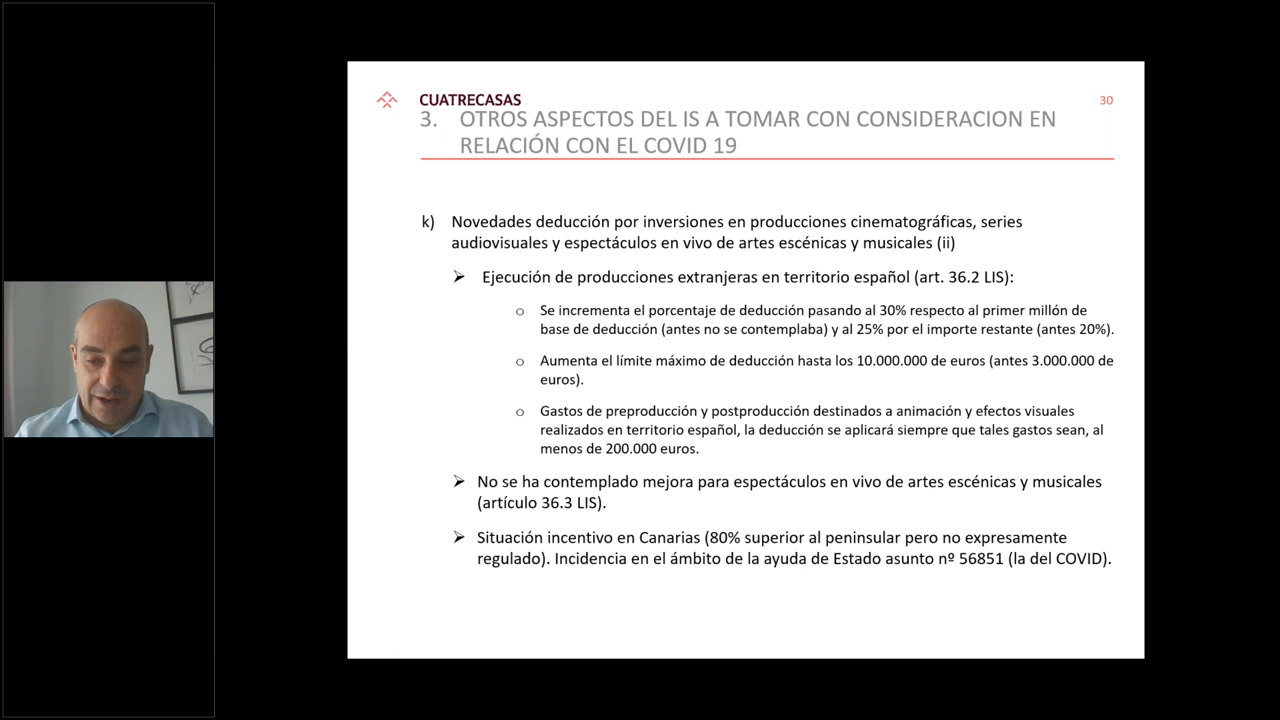 CUATRECASAS
30
3. OTROS ASPECTOS DEL IS A TOMAR CON CONSIDERACION EN
RELACIÓN CON EL COVID 19
k) Novedades deducción por inversiones en producciones cinematográficas, series
audiovisuales y espectáculos en vivo de artes escénicas y musicales (ii)
➢ Ejecución de producciones extranjeras en territorio español (art. 36.2 LIS):
o Se incrementa el porcentaje de deducción pasando al 30% respecto al primer millón de
base de deducción (antes no se contemplaba) y al 25% por el importe restante (antes 20%).
o Aumenta el límite máximo de deducción hasta los 10.000.000 de euros (antes 3.000.000 de
euros).
o Gastos de preproducción y postproducción destinados a animación y efectos visuales
realizados en territorio español, la deducción se aplicará siempre que tales gastos sean, al
menos de 200.000 euros.
➢ No se ha contemplado mejora para espectáculos en vivo de artes escénicas y musicales
(artículo 36.3 LIS).
➢ Situación incentivo en Canarias (80% superior al peninsular pero no expresamente
regulado). Incidencia en el ámbito de la ayuda de Estado asunto nº 56851 (la del COVID).